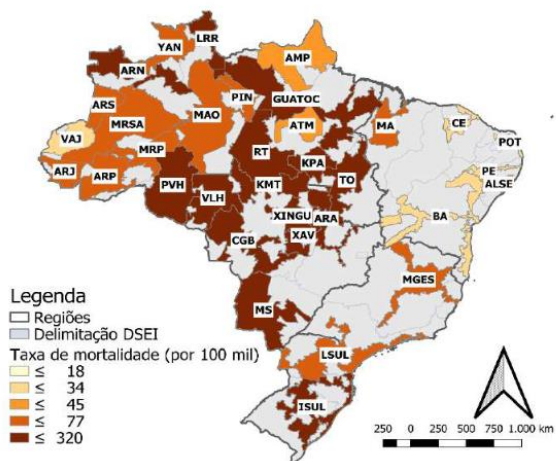 LRR
YAN
AMP
ARN
GUATOC
ARS
PIN
MAO
MRSA
ATM
MA
CE
POT
VAJ
MRP
RT
KPA
PE
ARJ
ARP
ALSE
PVH
KMT
TO
VLH
XINGU
ARA
BA
CGB
XAV
MGES
MS
LSUL
ISUL
Legenda
Regiões
Delimitação DSEI
Taxa de mortalidade (por 100 mil)
≤ 18
≤ 34
≤ 45
≤ 77
≤ 320
250 0 250 500 750 1.000 km